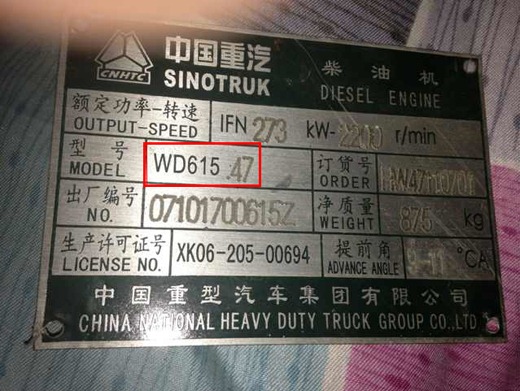 中国重汽
SINOTRUK
CNHTC
柴油机
DIESEL ENGINE
额定功率-转速
OUTPUT-SPEED
IFN 273 kW-2200 r/min
型号
MODEL
WD615.47
订货号
ORDER
出厂编号
NO.
07101700615Z
净质量
WEIGHT
875 kg
生产许可证号
LICENSE NO.
XK06-205-00694
提前角
ADVANCE ANGLE
°CA
中国重型汽车集团有限公司
CHINA NATIONAL HEAVY DUTY TRUCK GROUP CO.,LTD.